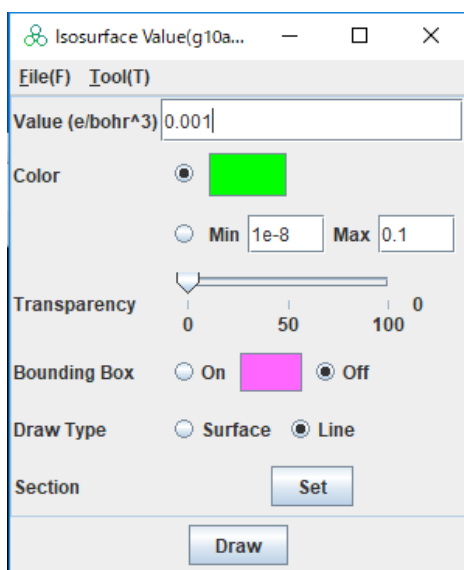 Isosurface Value(g10a...
File(F) Tool(T)
Value (e/bohr^3) 0.001
Color
Min 1e-8 Max 0.1
Transparency 0
0 50 100
Bounding Box On Off
Draw Type Surface Line
Section Set
Draw